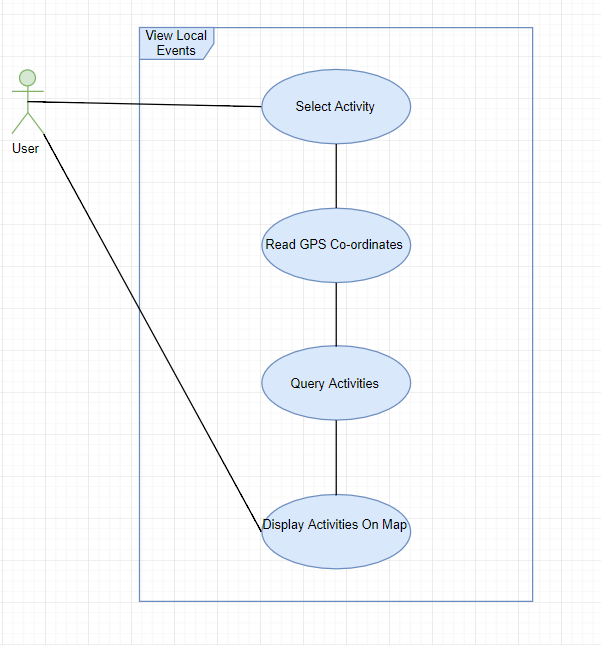 View Local
Events
Select Activity
User
Read GPS Co-ordinates
Query Activities
Display Activities On Map